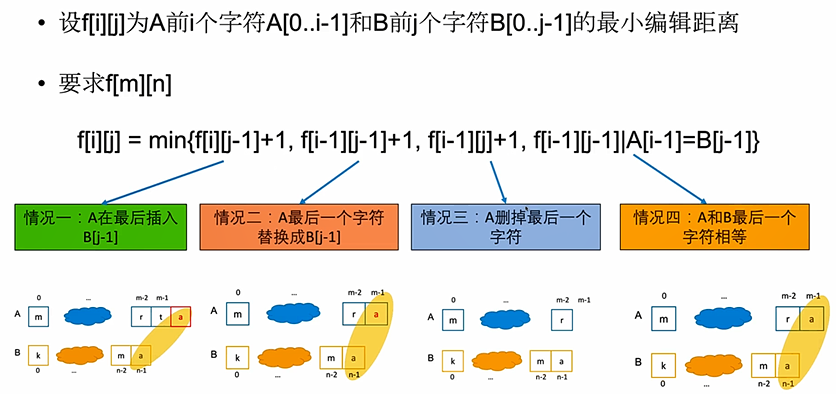 • 设f[i][j]为A前i个字符A[0..i-1]和B前j个字符B[0..j-1]的最小编辑距离
• 要求f[m][n]
f[i][j] = min{f[i][j-1]+1, f[i-1][j-1]+1, f[i-1][j]+1, f[i-1][j-1]|A[i-1]=B[j-1]}
情况一：A在最后插入
B[j-1]
情况二：A最后一个字符
替换成B[j-1]
情况三：A删掉最后一个
字符
情况四：A和B最后一个
字符相等
0 ... m-2 m-1
A m r t a
B k m a
0 ... n-2 n-1
0 ... m-2 m-1
A m r a
B k m a
0 ... n-2 n-1
0 ... m-2 m-1
A m r
B k m a
0 ... n-2 n-1
0 ... m-2 m-1
A m r a
B k m a
0 ... n-2 n-1